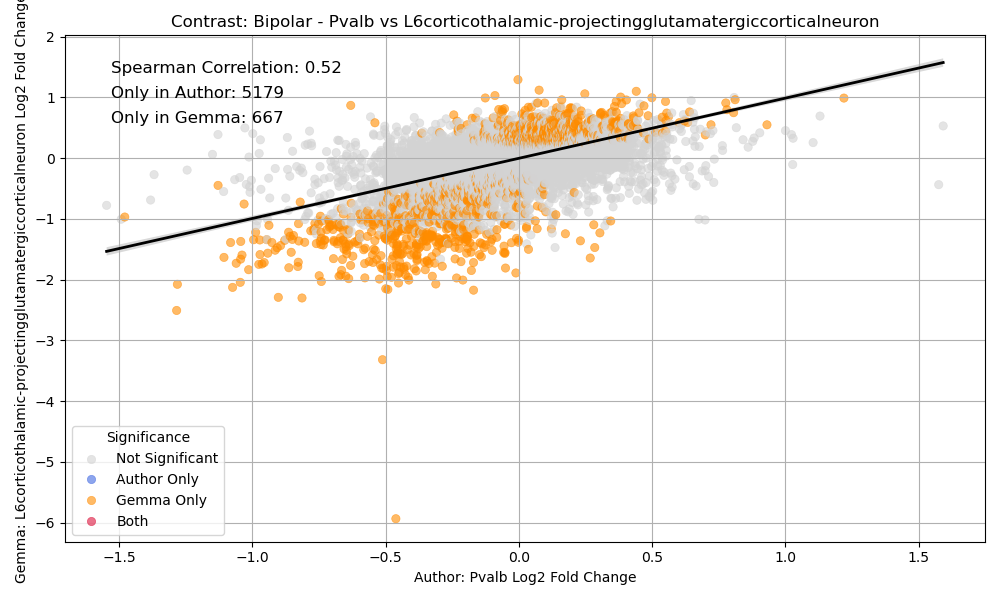 Contrast: Bipolar - Pvalb vs L6corticothalamic-projectingglutamatergiccorticalneuron
Spearman Correlation: 0.52
Only in Author: 5179
Only in Gemma: 667
Gemma: L6corticothalamic-projectingglutamatergiccorticalneuron Log2 Fold Change
2
1
0
−1
−2
−3
−4
−5
−6
Significance
Not Significant
Author Only
Gemma Only
Both
−1.5
−1.0
−0.5
0.0
0.5
1.0
1.5
Author: Pvalb Log2 Fold Change